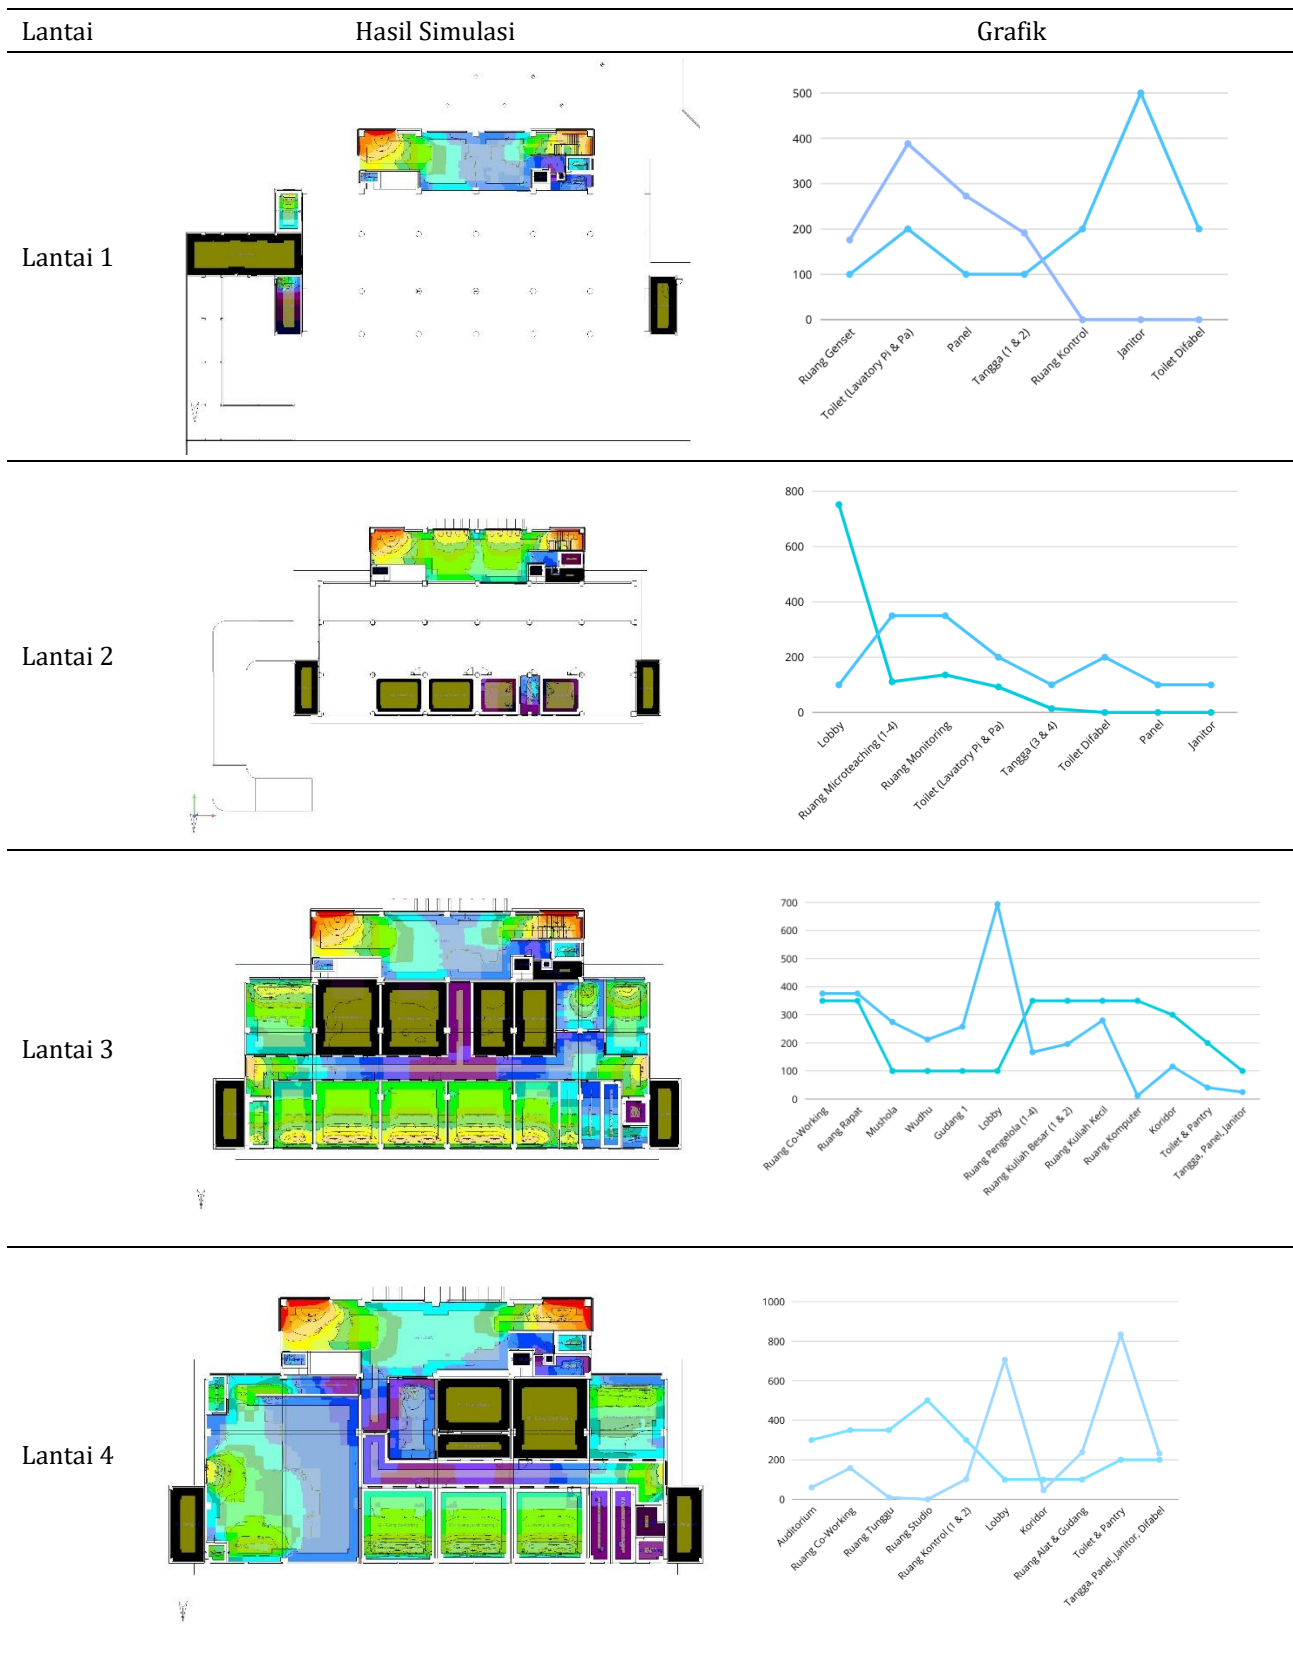 Lantai Hasil Simulasi Grafik
Lantai 1
500
400
300
200
100
0
Ruang Genset
Toilet (Lavatory Pi & Pa)
Panel
Tangga (1 & 2)
Ruang Kontrol
Janitor
Toilet Difabel
Lantai 2
800
600
400
200
0
Lobby
Ruang Microteaching (1-4)
Ruang Monitoring
Toilet (Lavatory Pi & Pa)
Tangga (3 & 4)
Toilet Difabel
Panel
Janitor
Lantai 3
700
600
500
400
300
200
100
0
Ruang Co-Working
Ruang Rapat
Mushola
Wudhu
Gudang 1
Lobby
Ruang Pengelola (1-4)
Ruang Kuliah Besar (1 & 2)
Ruang Kuliah Kecil
Ruang Komputer
Koridor
Toilet & Pantry
Tangga, Panel, Janitor
Lantai 4
1000
800
600
400
200
0
Auditorium
Ruang Co-Working
Ruang Tunggu
Ruang Studio
Ruang Kontrol (1 & 2)
Lobby
Koridor
Ruang Alat & Gudang
Toilet & Pantry
Tangga, Panel, Janitor, Difabel